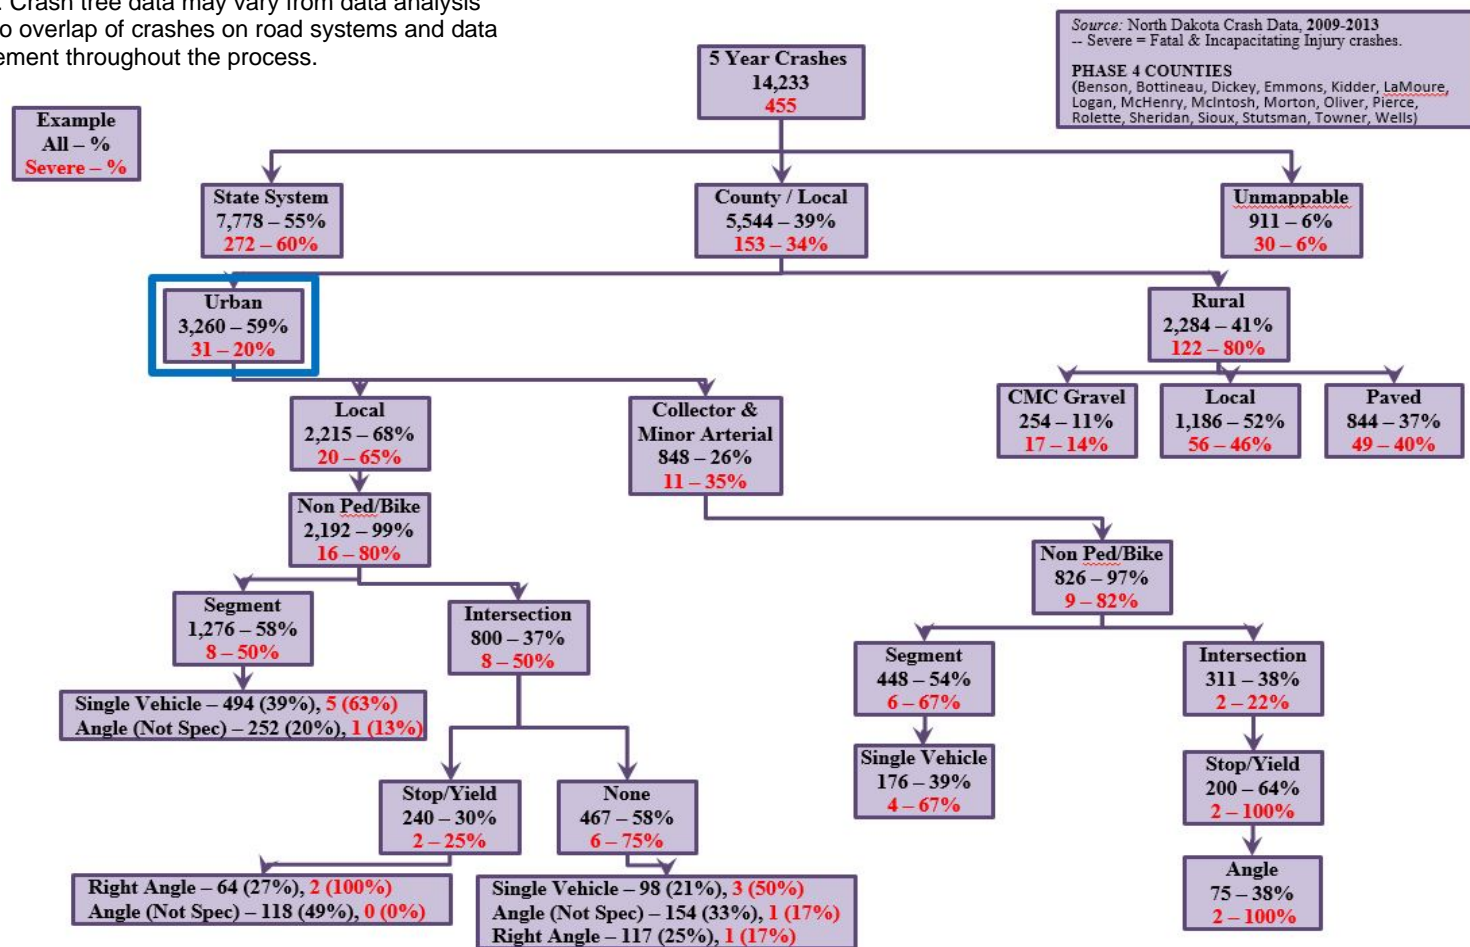 . Crash tree data may vary from data analysis
o overlap of crashes on road systems and data
ement throughout the process.
Source: North Dakota Crash Data, 2009-2013
-- Severe = Fatal & Incapacitating Injury crashes.
PHASE 4 COUNTIES
(Benson, Bottineau, Dickey, Emmons, Kidder, LaMoure,
Logan, McHenry, McIntosh, Morton, Oliver, Pierce,
Rolette, Sheridan, Sioux, Stutsman, Towner, Wells)
5 Year Crashes
14,233
455
Example
All – %
Severe – %
State System
7,778 – 55%
272 – 60%
County / Local
5,544 – 39%
153 – 34%
Unmappable
911 – 6%
30 – 6%
Urban
3,260 – 59%
31 – 20%
Rural
2,284 – 41%
122 – 80%
Local
2,215 – 68%
20 – 65%
Collector &
Minor Arterial
848 – 26%
11 – 35%
CMC Gravel
254 – 11%
17 – 14%
Local
1,186 – 52%
56 – 46%
Paved
844 – 37%
49 – 40%
Non Ped/Bike
2,192 – 99%
16 – 80%
Non Ped/Bike
826 – 97%
9 – 82%
Segment
1,276 – 58%
8 – 50%
Intersection
800 – 37%
8 – 50%
Segment
448 – 54%
6 – 67%
Intersection
311 – 38%
2 – 22%
Single Vehicle – 494 (39%), 5 (63%)
Angle (Not Spec) – 252 (20%), 1 (13%)
Single Vehicle
176 – 39%
4 – 67%
Stop/Yield
200 – 64%
2 – 100%
Stop/Yield
240 – 30%
2 – 25%
None
467 – 58%
6 – 75%
Angle
75 – 38%
2 – 100%
Right Angle – 64 (27%), 2 (100%)
Angle (Not Spec) – 118 (49%), 0 (0%)
Single Vehicle – 98 (21%), 3 (50%)
Angle (Not Spec) – 154 (33%), 1 (17%)
Right Angle – 117 (25%), 1 (17%)